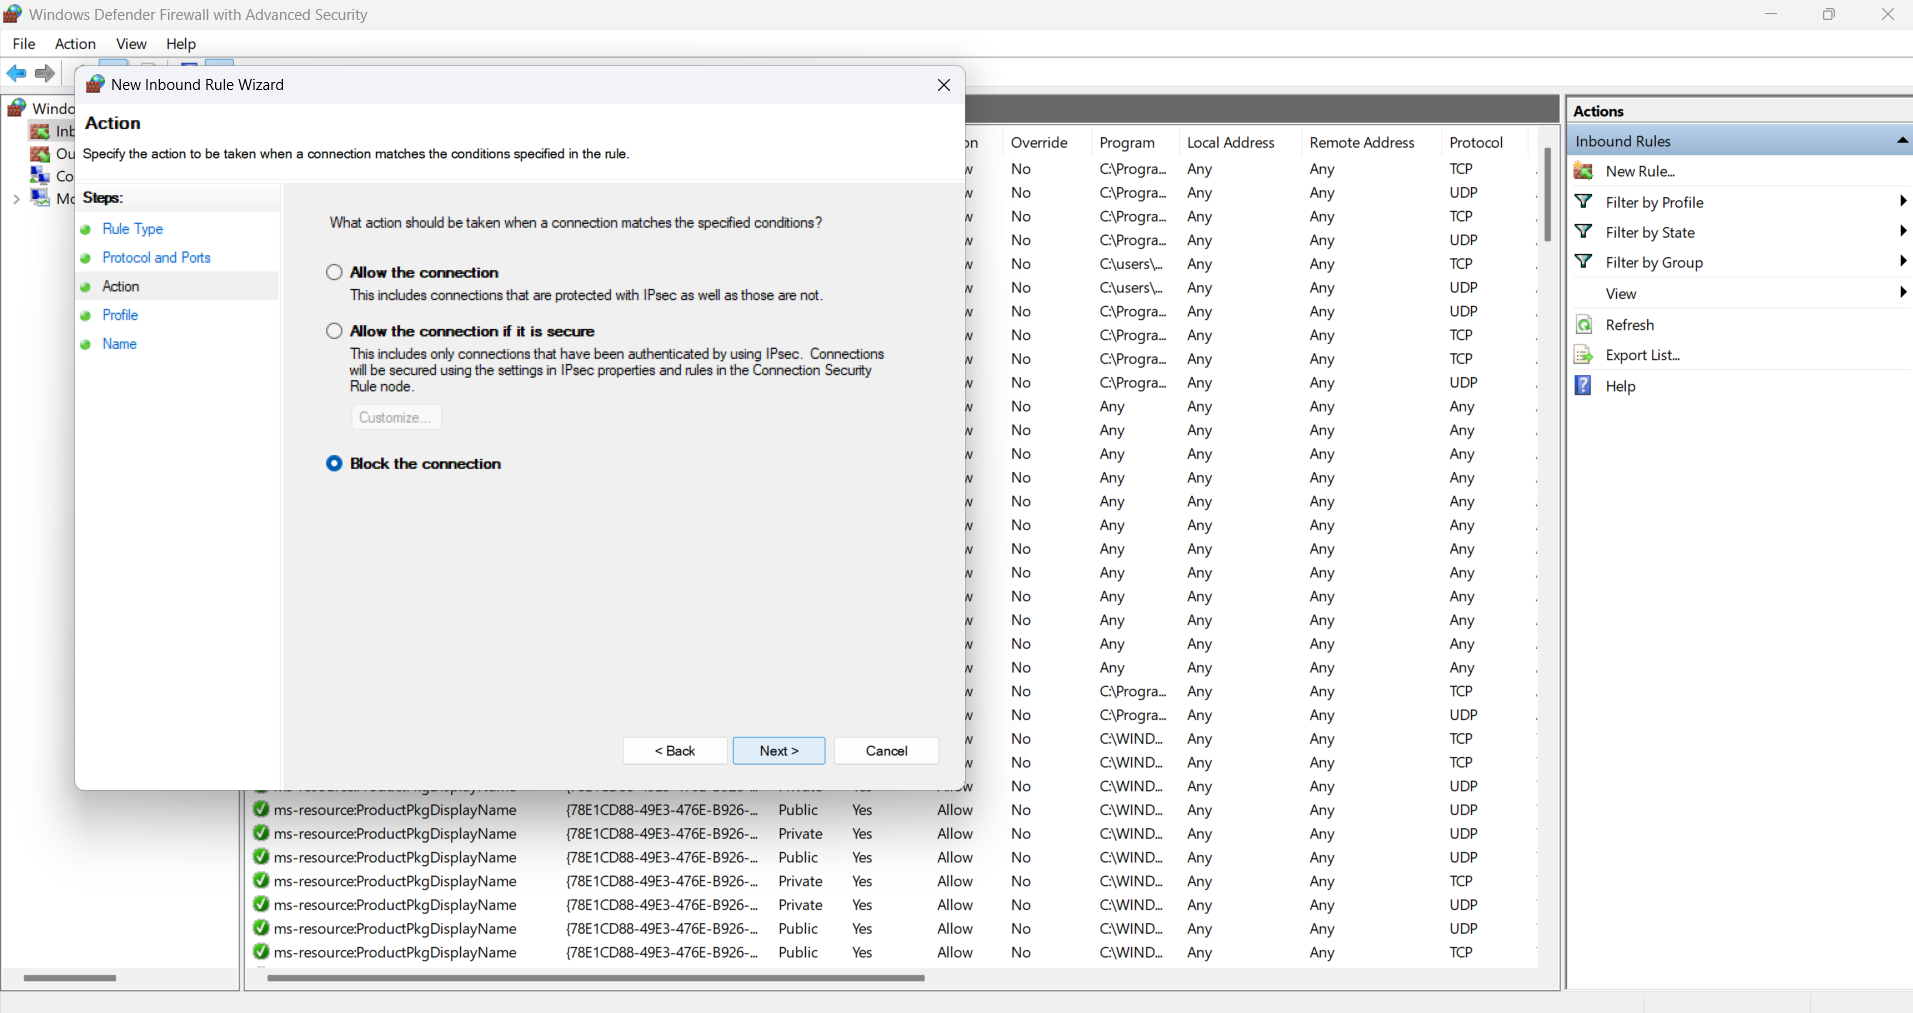 Windows Defender Firewall with Advanced Security
File Action View Help
New Inbound Rule Wizard
Action
Specify the action to be taken when a connection matches the conditions specified in the rule.
Steps:
Rule Type
Protocol and Ports
Action
Profile
Name
What action should be taken when a connection matches the specified conditions?
Allow the connection
This includes connections that are protected with IPsec as well as those are not.
Allow the connection if it is secure
This includes only connections that have been authenticated by using IPsec. Connections
will be secured using the settings in IPsec properties and rules in the Connection Security
Rule node.
Customize...
Block the connection
< Back Next > Cancel
Override Program Local Address Remote Address Protocol
No C:\Progra... Any Any TCP
No C:\Progra... Any Any UDP
No C:\Progra... Any Any TCP
No C:\Progra... Any Any UDP
No C:\users\... Any Any TCP
No C:\users\... Any Any UDP
No C:\Progra... Any Any UDP
No C:\Progra... Any Any TCP
No C:\Progra... Any Any TCP
No C:\Progra... Any Any UDP
No Any Any Any Any
No Any Any Any Any
No Any Any Any Any
No Any Any Any Any
No Any Any Any Any
No Any Any Any Any
No Any Any Any Any
No Any Any Any Any
No Any Any Any Any
No Any Any Any Any
No Any Any Any Any
No Any Any Any Any
No C:\Progra... Any Any TCP
No C:\Progra... Any Any UDP
No C:\WIND... Any Any TCP
No C:\WIND... Any Any TCP
No C:\WIND... Any Any UDP
ms-resource:ProductPkgDisplayName {78E1CD88-49E3-476E-B926-... Public Yes Allow No C:\WIND... Any Any UDP
ms-resource:ProductPkgDisplayName {78E1CD88-49E3-476E-B926-... Private Yes Allow No C:\WIND... Any Any UDP
ms-resource:ProductPkgDisplayName {78E1CD88-49E3-476E-B926-... Public Yes Allow No C:\WIND... Any Any UDP
ms-resource:ProductPkgDisplayName {78E1CD88-49E3-476E-B926-... Private Yes Allow No C:\WIND... Any Any TCP
ms-resource:ProductPkgDisplayName {78E1CD88-49E3-476E-B926-... Private Yes Allow No C:\WIND... Any Any UDP
ms-resource:ProductPkgDisplayName {78E1CD88-49E3-476E-B926-... Public Yes Allow No C:\WIND... Any Any UDP
ms-resource:ProductPkgDisplayName {78E1CD88-49E3-476E-B926-... Public Yes Allow No C:\WIND... Any Any TCP
Actions
Inbound Rules
New Rule...
Filter by Profile
Filter by State
Filter by Group
View
Refresh
Export List...
Help